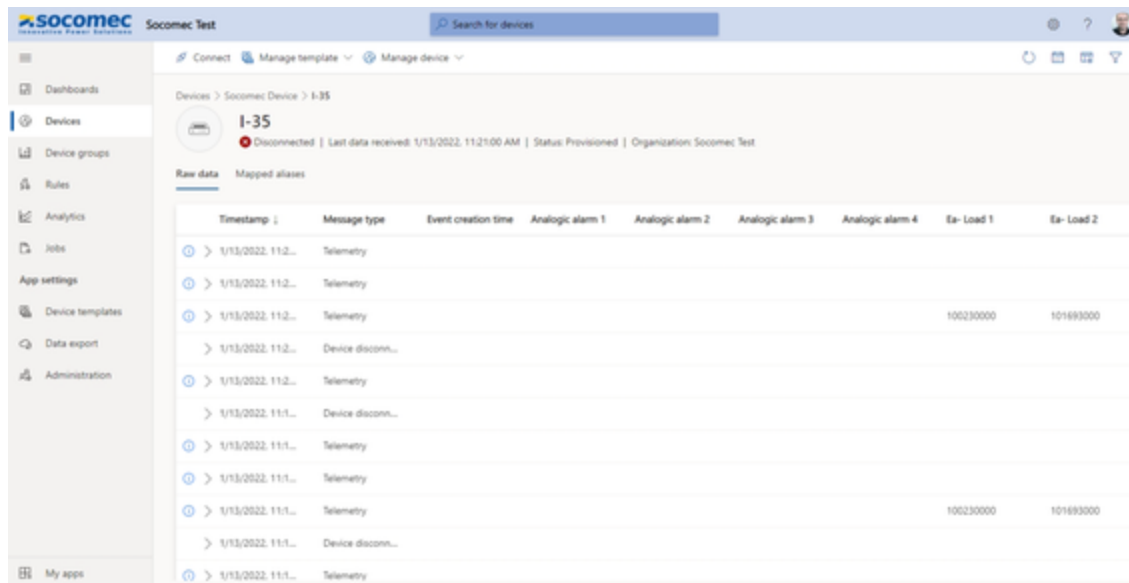 socomec
Innovative Power Solutions
Socomec Test
Search for devices
?
Connect
Manage template
Manage device
Dashboards
Devices
Device groups
Rules
Analytics
Jobs
App settings
Device templates
Data export
Administration
My apps
Devices > Socomec Device > I-35
I-35
Disconnected | Last data received: 1/13/2022, 11:21:00 AM | Status: Provisioned | Organization: Socomec Test
Raw data Mapped aliases
Timestamp ↓ Message type Event creation time Analogic alarm 1 Analogic alarm 2 Analogic alarm 3 Analogic alarm 4 Ea- Load 1 Ea- Load 2
1/13/2022, 11:2... Telemetry
1/13/2022, 11:2... Telemetry
1/13/2022, 11:2... Telemetry 100230000 101693000
1/13/2022, 11:2... Device disconn...
1/13/2022, 11:2... Telemetry
1/13/2022, 11:1... Device disconn...
1/13/2022, 11:1... Telemetry
1/13/2022, 11:1... Telemetry
1/13/2022, 11:1... Telemetry 100230000 101693000
1/13/2022, 11:1... Device disconn...
1/13/2022, 11:1... Telemetry